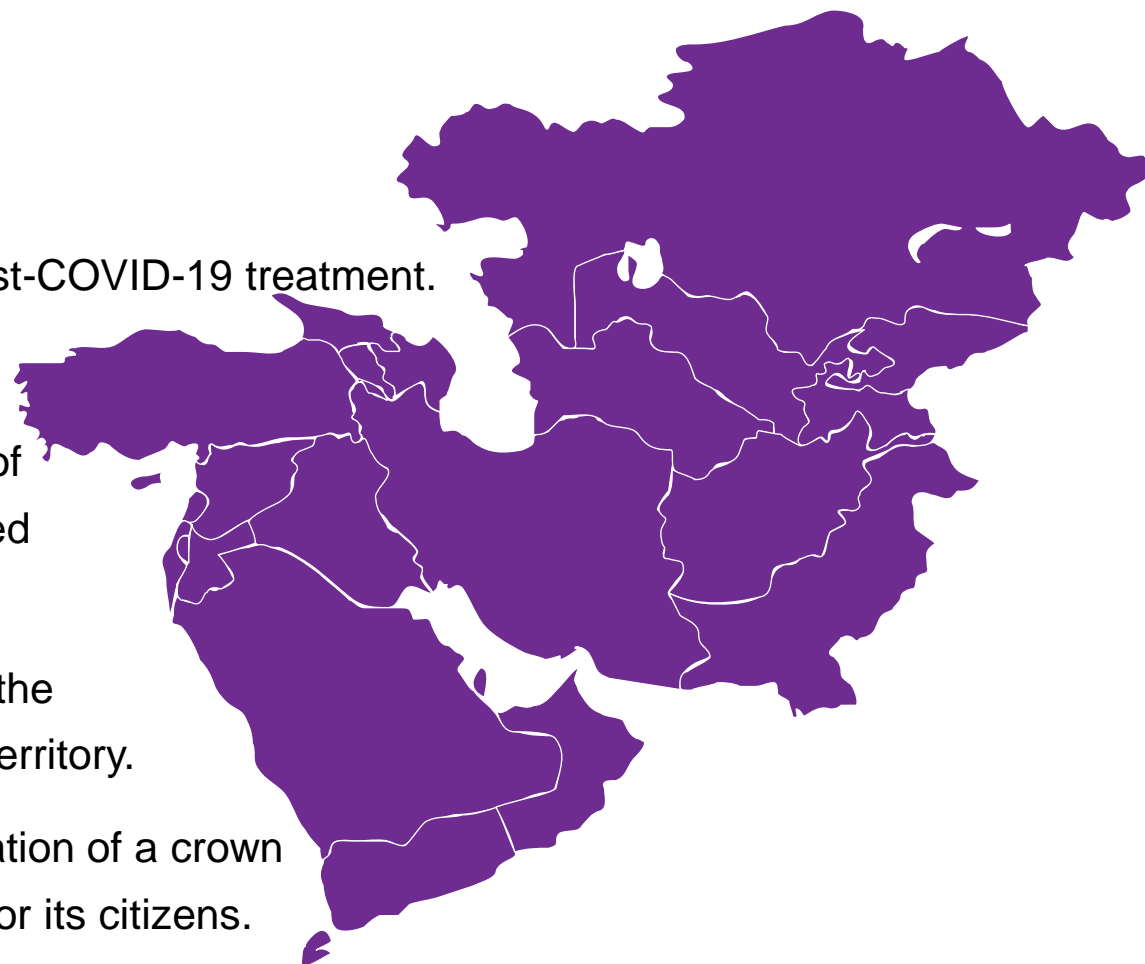 st-COVID-19 treatment.
of
ed
the
erritory.
ation of a crown
or its citizens.